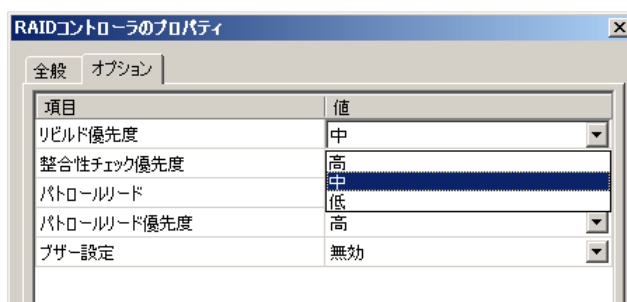 RAIDコントローラのプロパティ
全般 オプション
項目 値
リビルド優先度 中
整合性チェック優先度 高
パトロールリード 中
低
パトロールリード優先度 高
ブザー設定 無効